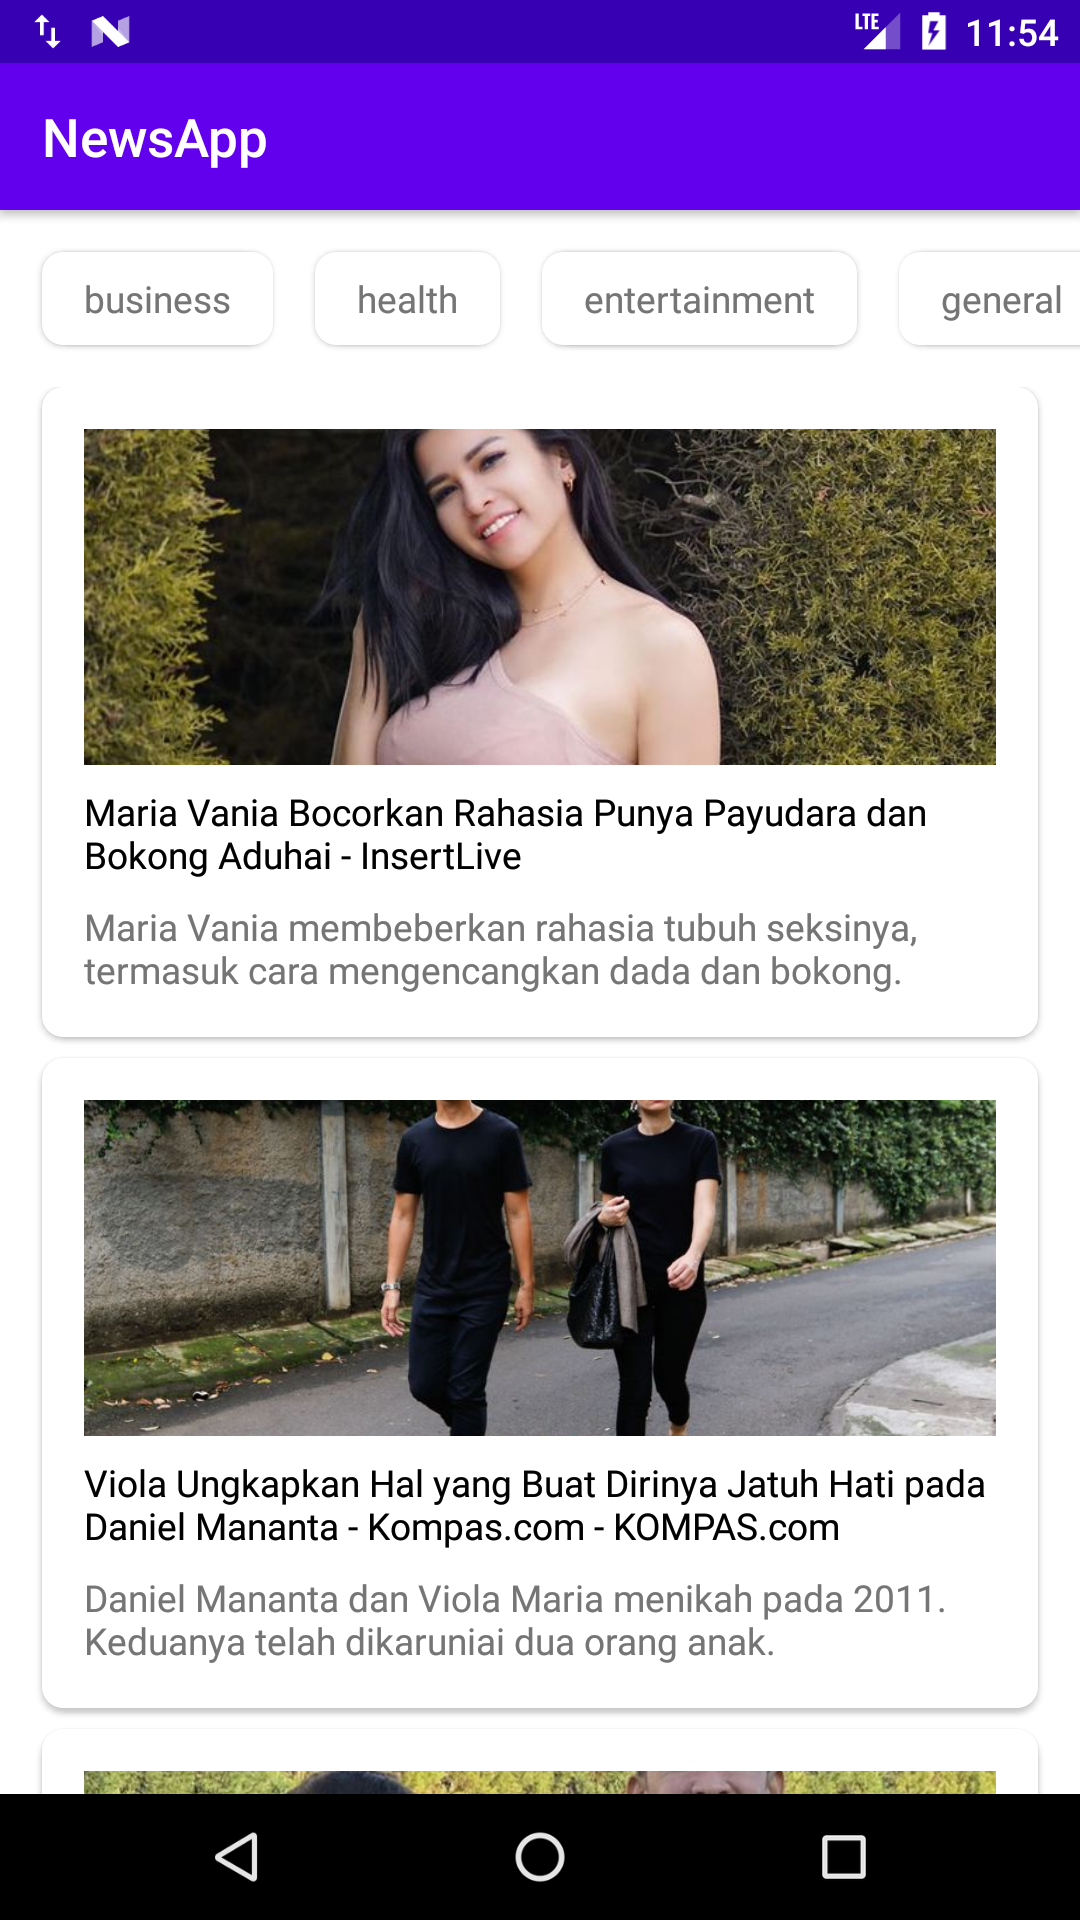 LTE 11:54
NewsApp
business health entertainment general
Maria Vania Bocorkan Rahasia Punya Payudara dan
Bokong Aduhai - InsertLive
Maria Vania membeberkan rahasia tubuh seksinya,
termasuk cara mengencangkan dada dan bokong.
Viola Ungkapkan Hal yang Buat Dirinya Jatuh Hati pada
Daniel Mananta - Kompas.com - KOMPAS.com
Daniel Mananta dan Viola Maria menikah pada 2011.
Keduanya telah dikaruniai dua orang anak.